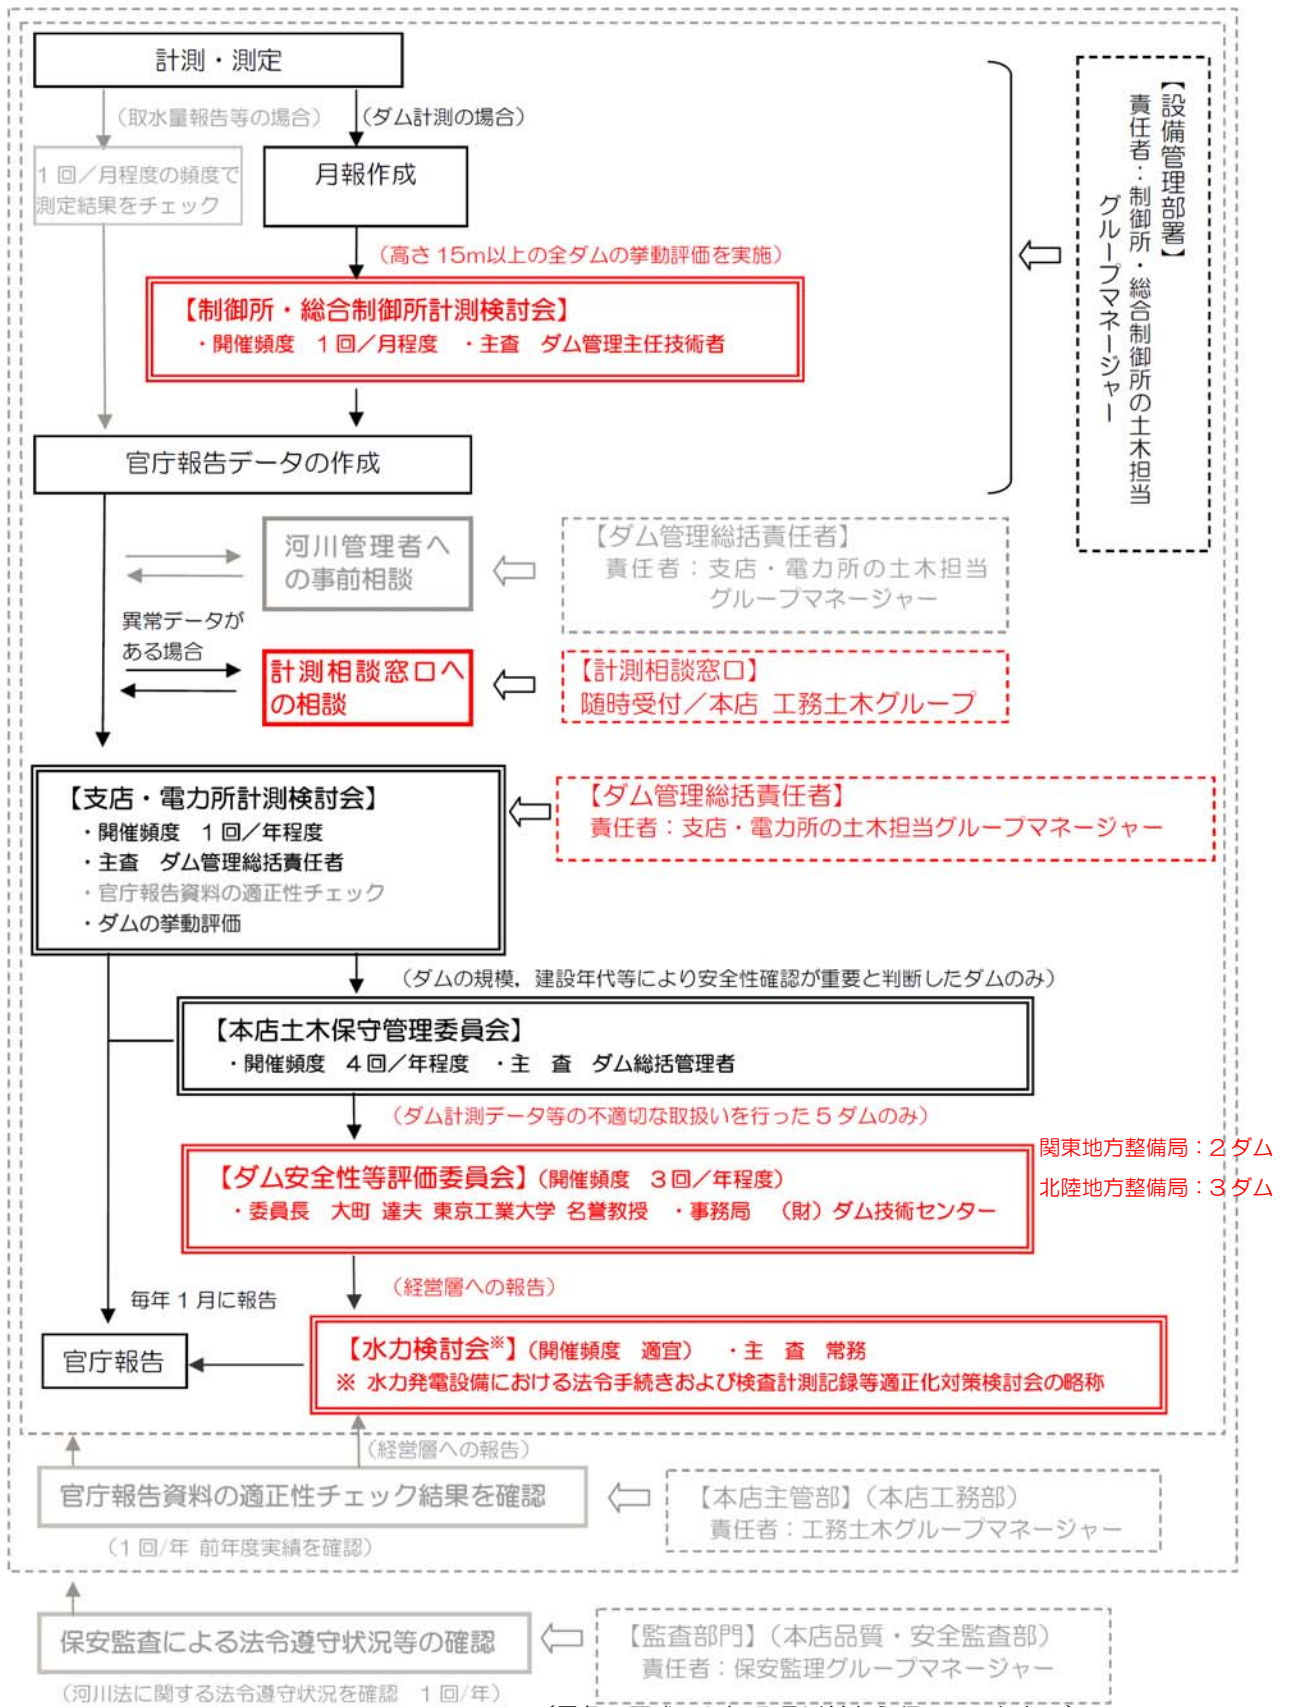 計測・測定
（取水量報告等の場合）
（ダム計測の場合）
1回／月程度の頻度で
測定結果をチェック
月報作成
（高さ15m以上の全ダムの挙動評価を実施）
【制御所・総合制御所計測検討会】
・開催頻度　1回／月程度　・主査　ダム管理主任技術者
官庁報告データの作成
【設備管理部署】
責任者：制御所・総合制御所の土木担当
グループマネージャー
河川管理者へ
の事前相談
【ダム管理総括責任者】
責任者：支店・電力所の土木担当
グループマネージャー
異常データが
ある場合
計測相談窓口へ
の相談
【計測相談窓口】
随時受付／本店 工務土木グループ
【支店・電力所計測検討会】
・開催頻度　1回／年程度
・主査　ダム管理総括責任者
・官庁報告資料の適正性チェック
・ダムの挙動評価
【ダム管理総括責任者】
責任者：支店・電力所の土木担当グループマネージャー
（ダムの規模，建設年代等により安全性確認が重要と判断したダムのみ）
【本店土木保守管理委員会】
・開催頻度　4回／年程度　・主　査　ダム総括管理者
（ダム計測データ等の不適切な取扱いを行った5ダムのみ）
【ダム安全性等評価委員会】（開催頻度　3回／年程度）
・委員長　大町 達夫 東京工業大学 名誉教授　・事務局　（財）ダム技術センター
関東地方整備局：2ダム
北陸地方整備局：3ダム
（経営層への報告）
毎年1月に報告
官庁報告
【水力検討会※】（開催頻度　適宜）　・主　査　常務
※ 水力発電設備における法令手続きおよび検査計測記録等適正化対策検討会の略称
（経営層への報告）
官庁報告資料の適正性チェック結果を確認
（1回/年 前年度実績を確認）
【本店主管部】（本店工務部）
責任者：工務土木グループマネージャー
保安監査による法令遵守状況等の確認
（河川法に関する法令遵守状況を確認　1回/年）
【監査部門】（本店品質・安全監査部）
責任者：保安監理グループマネージャー